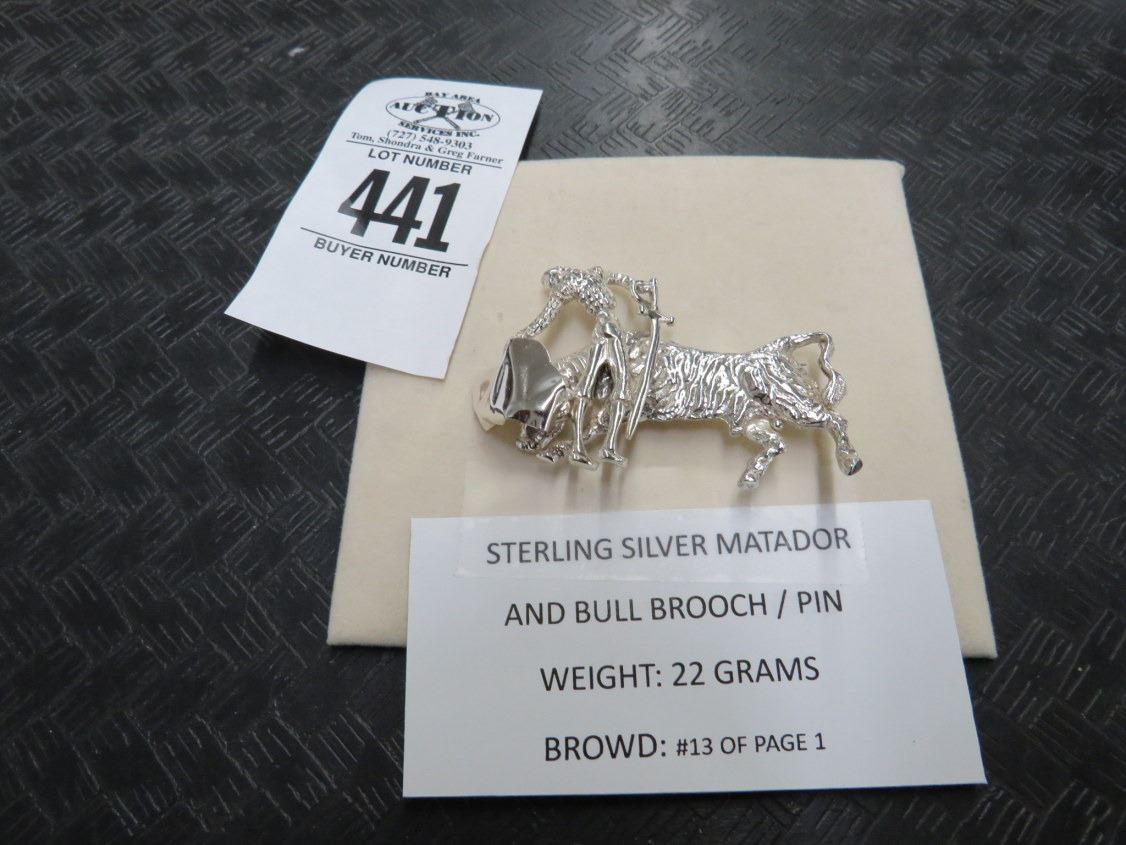 BAY AREA
AUCTION
SERVICES INC.
(727) 548-9303
Tom, Shondra & Greg Farner
LOT NUMBER
441
BUYER NUMBER
STERLING SILVER MATADOR
AND BULL BROOCH / PIN
WEIGHT: 22 GRAMS
BROWD: #13 OF PAGE 1